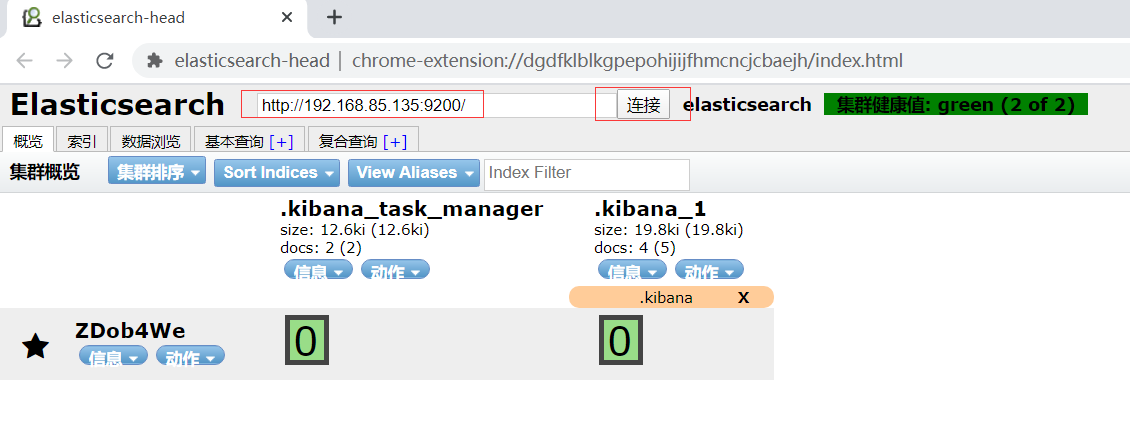 elasticsearch-head
elasticsearch-head | chrome-extension://dgdfklblkgpepohijijfhmcncjcbaejh/index.html
Elasticsearch http://192.168.85.135:9200/ 连接 elasticsearch 集群健康值: green (2 of 2)
概览 索引 数据浏览 基本查询 [+] 复合查询 [+]
集群概览 集群排序 Sort Indices View Aliases Index Filter
.kibana_task_manager .kibana_1
size: 12.6ki (12.6ki) size: 19.8ki (19.8ki)
docs: 2 (2) docs: 4 (5)
信息 动作 信息 动作
.kibana X
ZDob4We 0 0
信息 动作